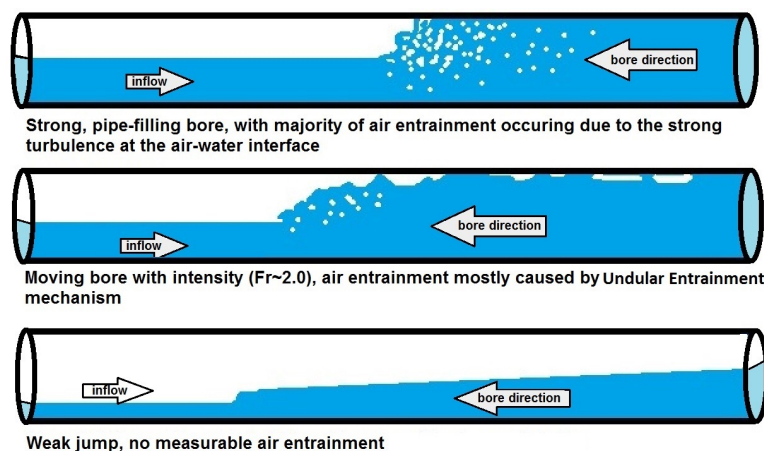 inflow
bore direction
Strong, pipe-filling bore, with majority of air entrainment occuring due to the strong
turbulence at the air-water interface
inflow
bore direction
Moving bore with intensity (Fr~2.0), air entrainment mostly caused by Undular Entrainment
mechanism
inflow
bore direction
Weak jump, no measurable air entrainment